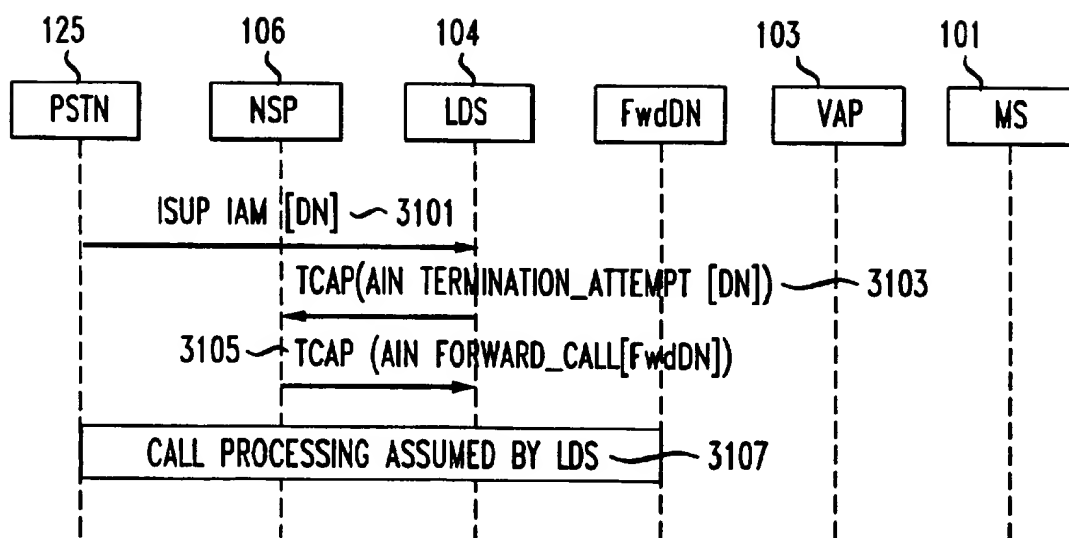 125 106 104 103 101
PSTN NSP LDS FwdDN VAP MS
ISUP IAM [DN] 3101
TCAP(AIN TERMINATION_ATTEMPT [DN]) 3103
3105 TCAP (AIN FORWARD_CALL[FwdDN])
CALL PROCESSING ASSUMED BY LDS 3107